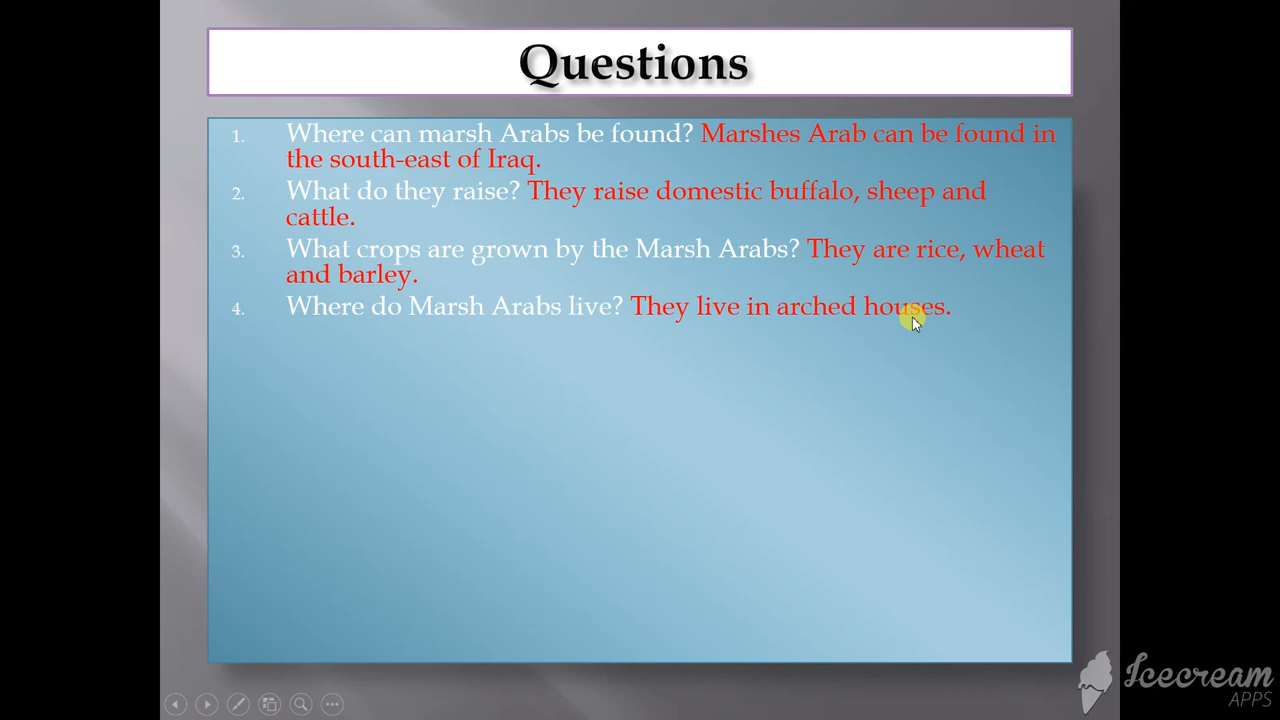 Questions
1. Where can marsh Arabs be found? Marshes Arab can be found in
the south-east of Iraq.
2. What do they raise? They raise domestic buffalo, sheep and
cattle.
3. What crops are grown by the Marsh Arabs? They are rice, wheat
and barley.
4. Where do Marsh Arabs live? They live in arched houses.
Icecream
APPS